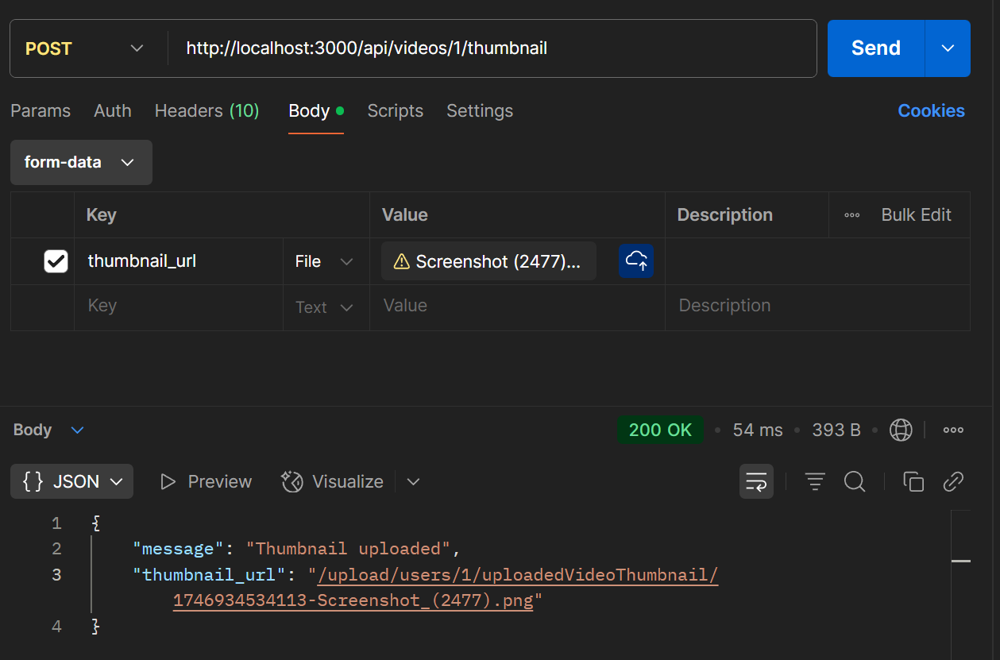 POST http://localhost:3000/api/videos/1/thumbnail Send
Params Auth Headers (10) Body Scripts Settings Cookies
form-data
Key Value Description Bulk Edit
thumbnail_url File Screenshot (2477)...
Key Text Value Description
Body 200 OK 54 ms 393 B
{} JSON Preview Visualize
1 {
2 "message": "Thumbnail uploaded",
3 "thumbnail_url": "/upload/users/1/uploadedVideoThumbnail/
1746934534113-Screenshot_(2477).png"
4 }